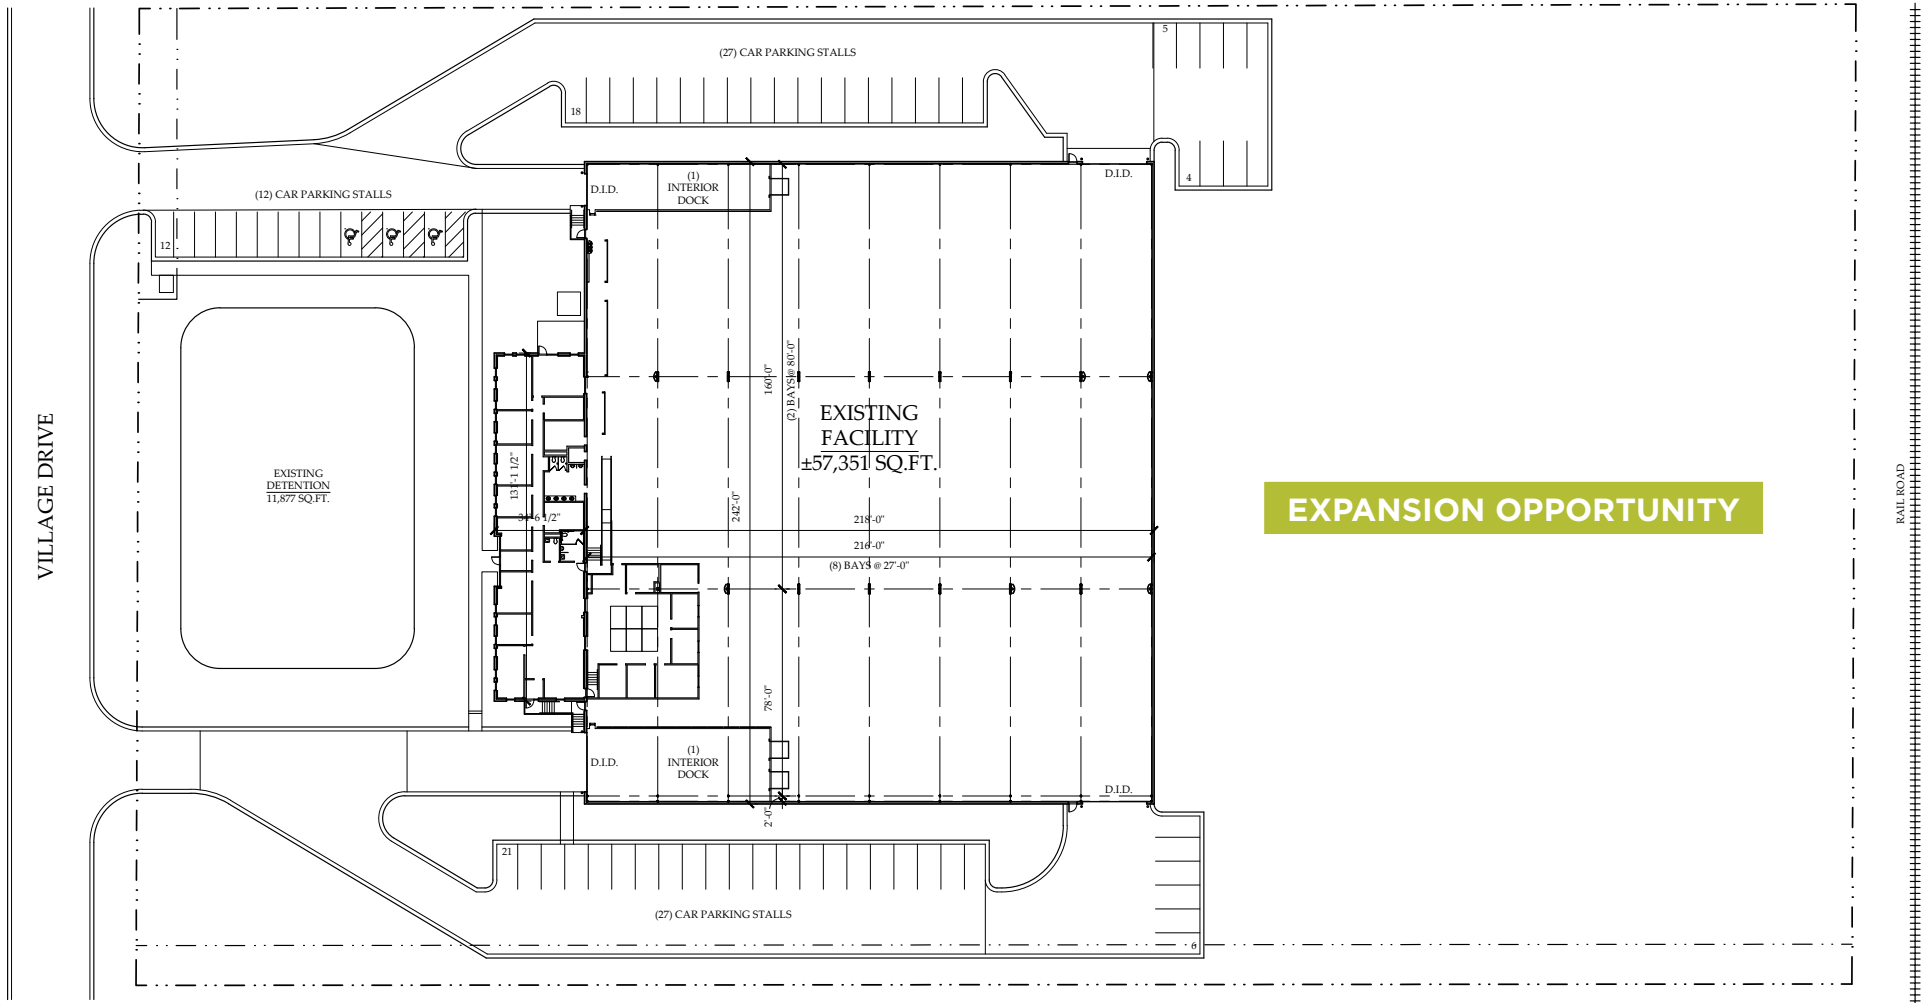 (27) CAR PARKING STALLS
5
18
(12) CAR PARKING STALLS
D.I.D.
(1)
INTERIOR
DOCK
D.I.D.
4
12
VILLAGE DRIVE
EXISTING
DETENTION
11,877 SQ.FT.
160'-0"
(2) BAYS @ 80'-0"
EXISTING
FACILITY
±57,351 SQ.FT.
131'-1 1/2"
34'-6 1/2"
242'-0"
218'-0"
216'-0"
(8) BAYS @ 27'-0"
EXPANSION OPPORTUNITY
RAIL ROAD
78'-0"
D.I.D.
(1)
INTERIOR
DOCK
D.I.D.
2'-0"
21
(27) CAR PARKING STALLS
6